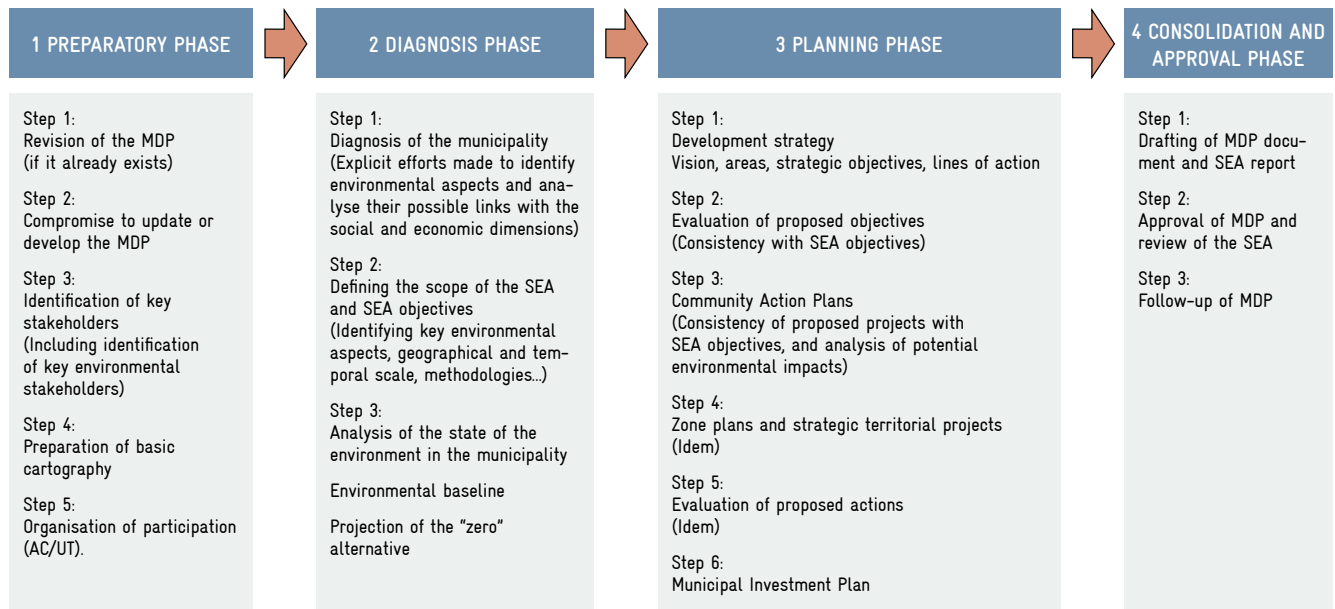 1 PREPARATORY PHASE
Step 1:
Revision of the MDP
(if it already exists)
Step 2:
Compromise to update or
develop the MDP
Step 3:
Identification of key
stakeholders
(Including identification
of key environmental
stakeholders)
Step 4:
Preparation of basic
cartography
Step 5:
Organisation of participation
(AC/UT).
2 DIAGNOSIS PHASE
Step 1:
Diagnosis of the municipality
(Explicit efforts made to identify
environmental aspects and ana-
lyse their possible links with the
social and economic dimensions)
Step 2:
Defining the scope of the SEA
and SEA objectives
(Identifying key environmental
aspects, geographical and tem-
poral scale, methodologies...)
Step 3:
Analysis of the state of the
environment in the municipality
Environmental baseline
Projection of the "zero"
alternative
3 PLANNING PHASE
Step 1:
Development strategy
Vision, areas, strategic objectives, lines of action
Step 2:
Evaluation of proposed objectives
(Consistency with SEA objectives)
Step 3:
Community Action Plans
(Consistency of proposed projects with
SEA objectives, and analysis of potential
environmental impacts)
Step 4:
Zone plans and strategic territorial projects
(Idem)
Step 5:
Evaluation of proposed actions
(Idem)
Step 6:
Municipal Investment Plan
4 CONSOLIDATION AND
APPROVAL PHASE
Step 1:
Drafting of MDP docu-
ment and SEA report
Step 2:
Approval of MDP and
review of the SEA
Step 3:
Follow-up of MDP